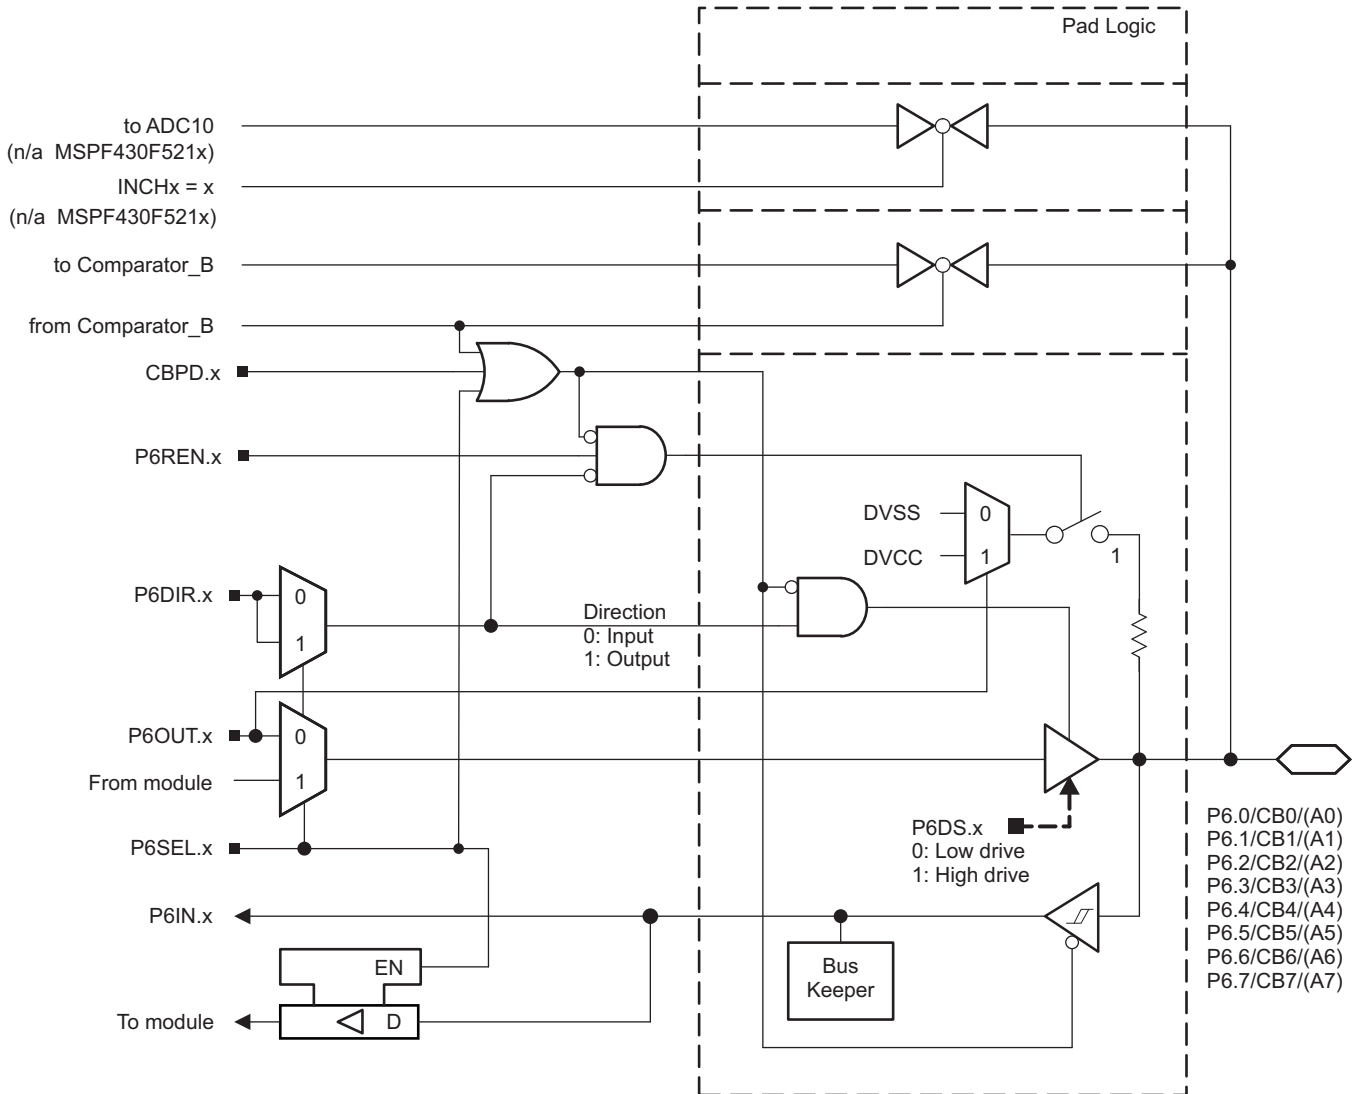 Pad Logic
to ADC10
(n/a MSPF430F521x)
INCHx = x
(n/a MSPF430F521x)
to Comparator_B
from Comparator_B
CBPD.x
P6REN.x
DVSS
0
DVCC
1
1
P6DIR.x
0
1
Direction
0: Input
1: Output
P6OUT.x
0
From module
1
P6SEL.x
P6DS.x
0: Low drive
1: High drive
P6.0/CB0/(A0)
P6.1/CB1/(A1)
P6.2/CB2/(A2)
P6.3/CB3/(A3)
P6.4/CB4/(A4)
P6.5/CB5/(A5)
P6.6/CB6/(A6)
P6.7/CB7/(A7)
P6IN.x
Bus
Keeper
EN
To module
D